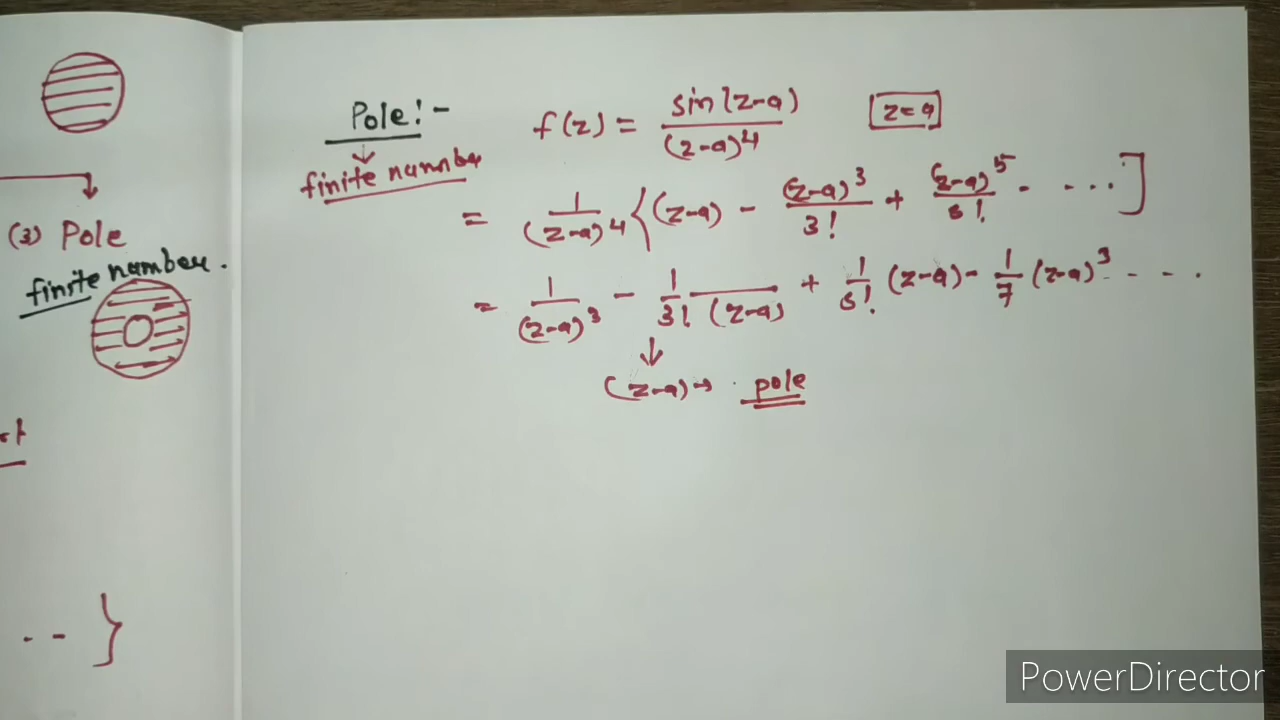 (3) Pole
finite number.
-- }
Pole:-
finite number
f(z) = sin(z-a) / (z-a)^4    z=a
= 1/(z-a)^4 { (z-a) - (z-a)^3/3! + (z-a)^5/5! - ....]
= 1/(z-a)^3 - 1/3! 1/(z-a) + 1/5! (z-a) - 1/7 (z-a)^3 - - - .
↓
(z-a)→ pole
PowerDirector